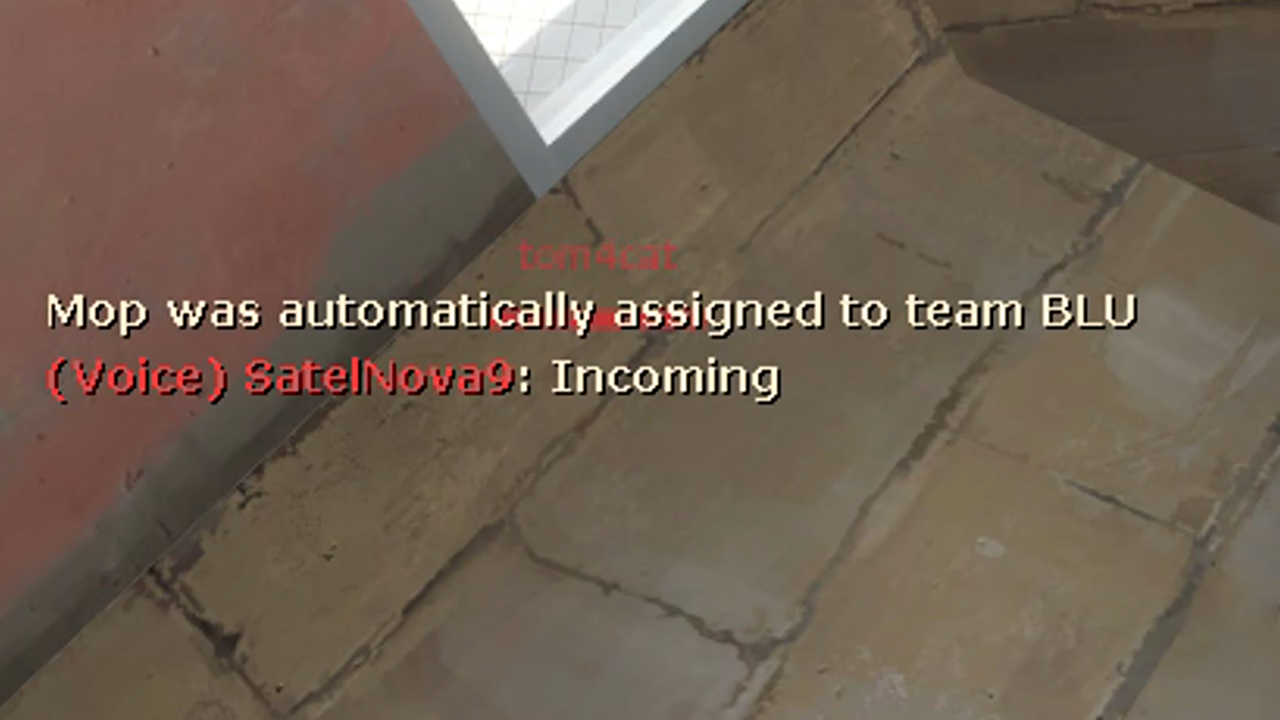 tom4cat
Mop was automatically assigned to team BLU
(Voice) SatelNova9: Incoming